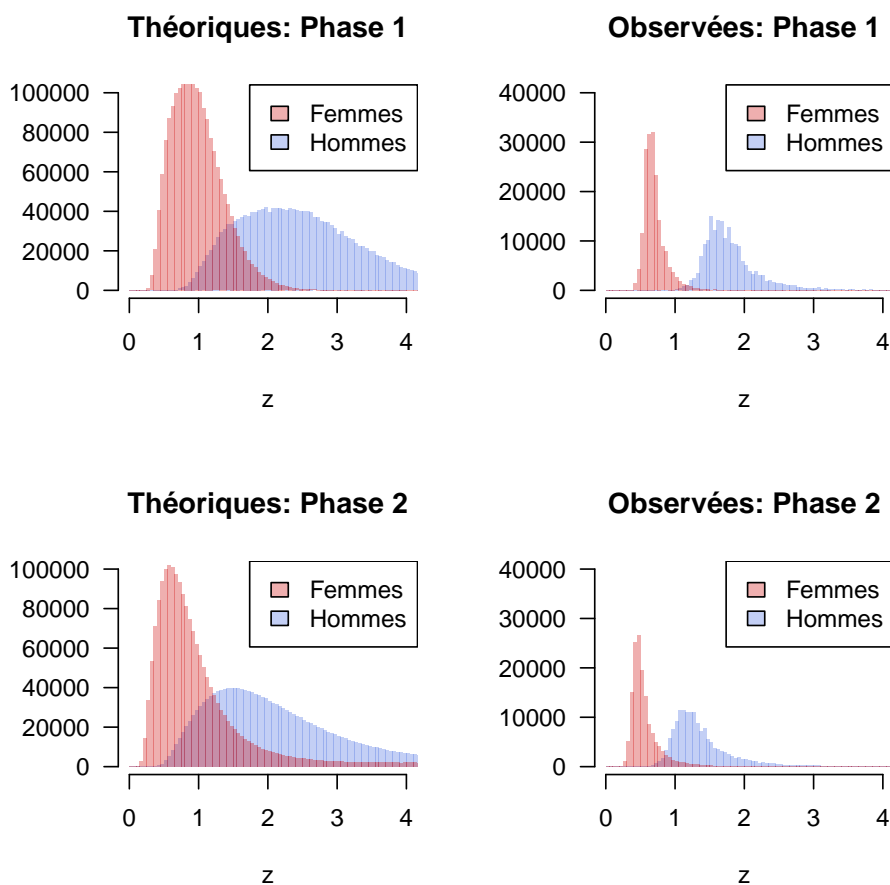 Théoriques: Phase 1
100000
80000
60000
40000
20000
0
Femmes
Hommes
0 1 2 3 4
z
Observées: Phase 1
40000
30000
20000
10000
0
Femmes
Hommes
0 1 2 3 4
z
Théoriques: Phase 2
100000
80000
60000
40000
20000
0
Femmes
Hommes
0 1 2 3 4
z
Observées: Phase 2
40000
30000
20000
10000
0
Femmes
Hommes
0 1 2 3 4
z